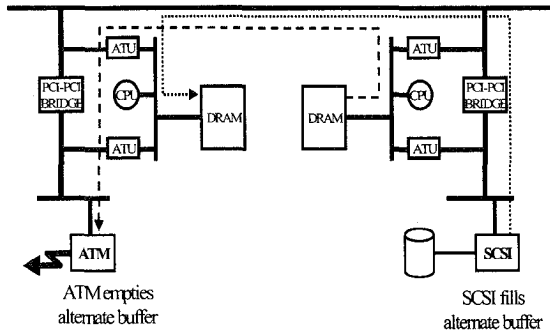 ATU
ATU
PCI-PCI
BRIDGE
CPU
DRAM
DRAM
CPU
PCI-PCI
BRIDGE
ATU
ATU
ATM
SCSI
ATM empties
alternate buffer
SCSI fills
alternate buffer